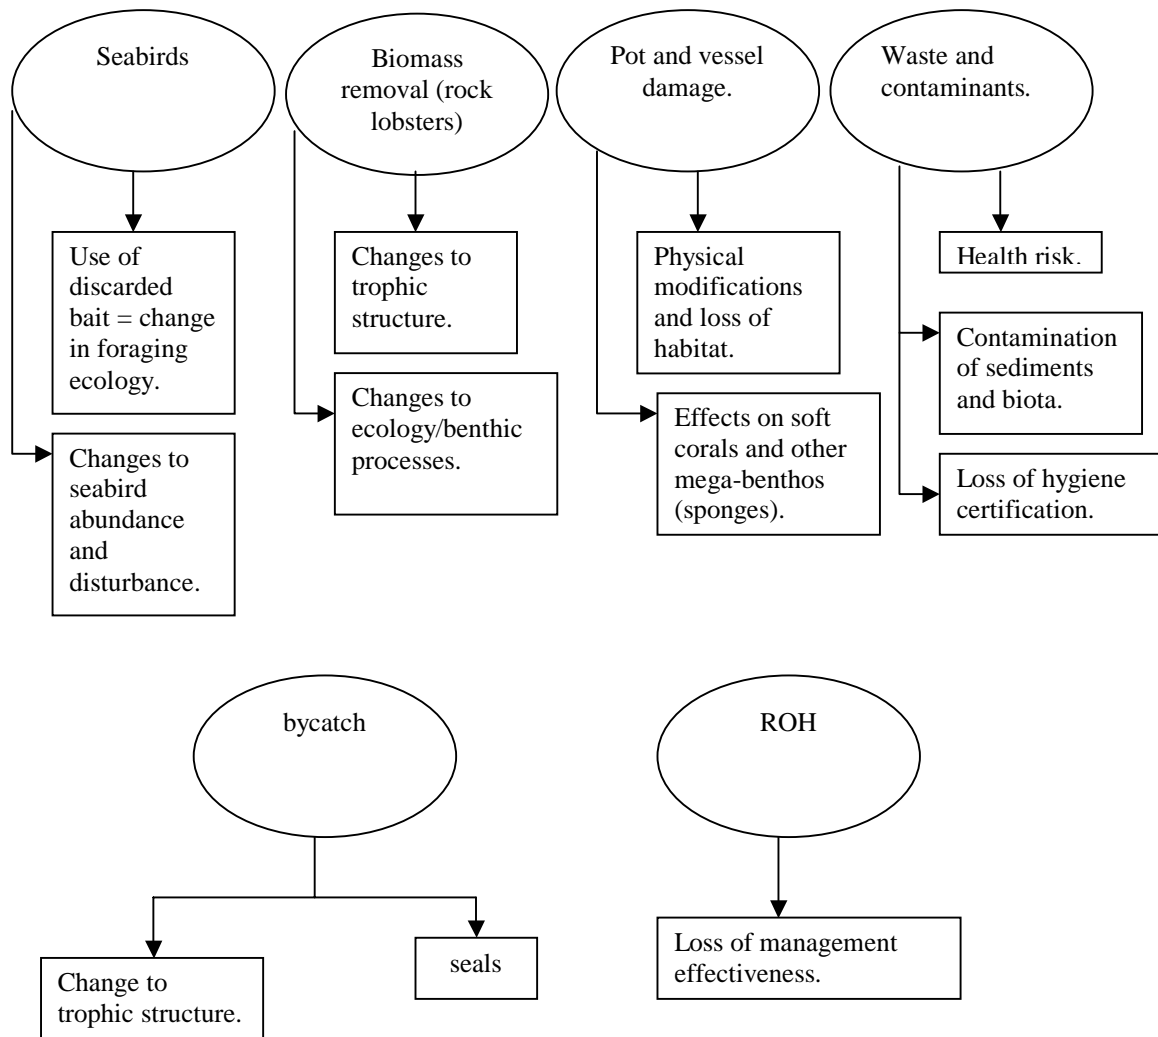 Seabirds
Biomass
removal (rock
lobsters)
Pot and vessel
damage.
Waste and
contaminants.
Use of
discarded
bait = change
in foraging
ecology.
Changes to
seabird
abundance
and
disturbance.
Changes to
trophic
structure.
Changes to
ecology/benthic
processes.
Physical
modifications
and loss of
habitat.
Effects on soft
corals and other
mega-benthos
(sponges).
Health risk.
Contamination
of sediments
and biota.
Loss of hygiene
certification.
bycatch
ROH
Change to
trophic structure.
seals
Loss of management
effectiveness.